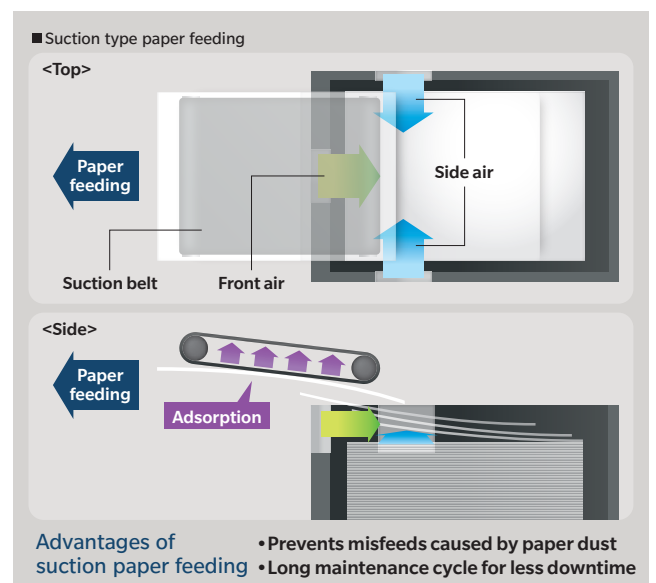 ■ Suction type paper feeding
<Top>
Paper
feeding
Side air
Suction belt
Front air
<Side>
Paper
feeding
Adsorption
Advantages of
suction paper feeding
• Prevents misfeeds caused by paper dust
• Long maintenance cycle for less downtime